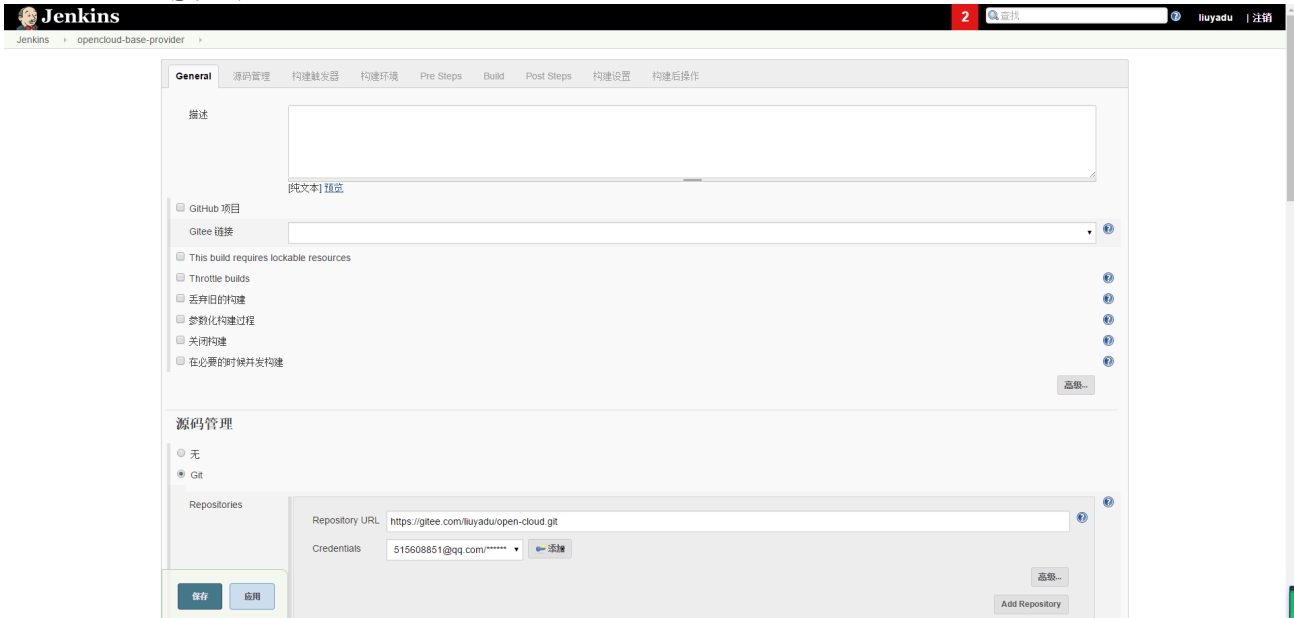 Jenkins 2 查找 liuyadu | 注销
Jenkins › opencloud-base-provider ›
General 源码管理 构建触发器 构建环境 Pre Steps Build Post Steps 构建设置 构建后操作
描述
[纯文本] 预览
GitHub 项目
Gitee 链接
This build requires lockable resources
Throttle builds
丢弃旧的构建
参数化构建过程
关闭构建
在必要的时候并发构建
高级...
源码管理
无
Git
Repositories
Repository URL https://gitee.com/liuyadu/open-cloud.git
Credentials 515608851@qq.com/****** 添加
高级...
保存 应用
Add Repository